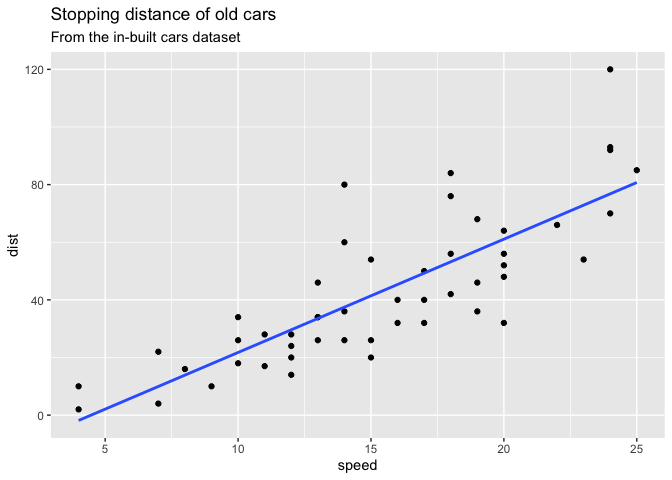 Stopping distance of old cars
From the in-built cars dataset
120
80
40
0
dist
5 10 15 20 25
speed